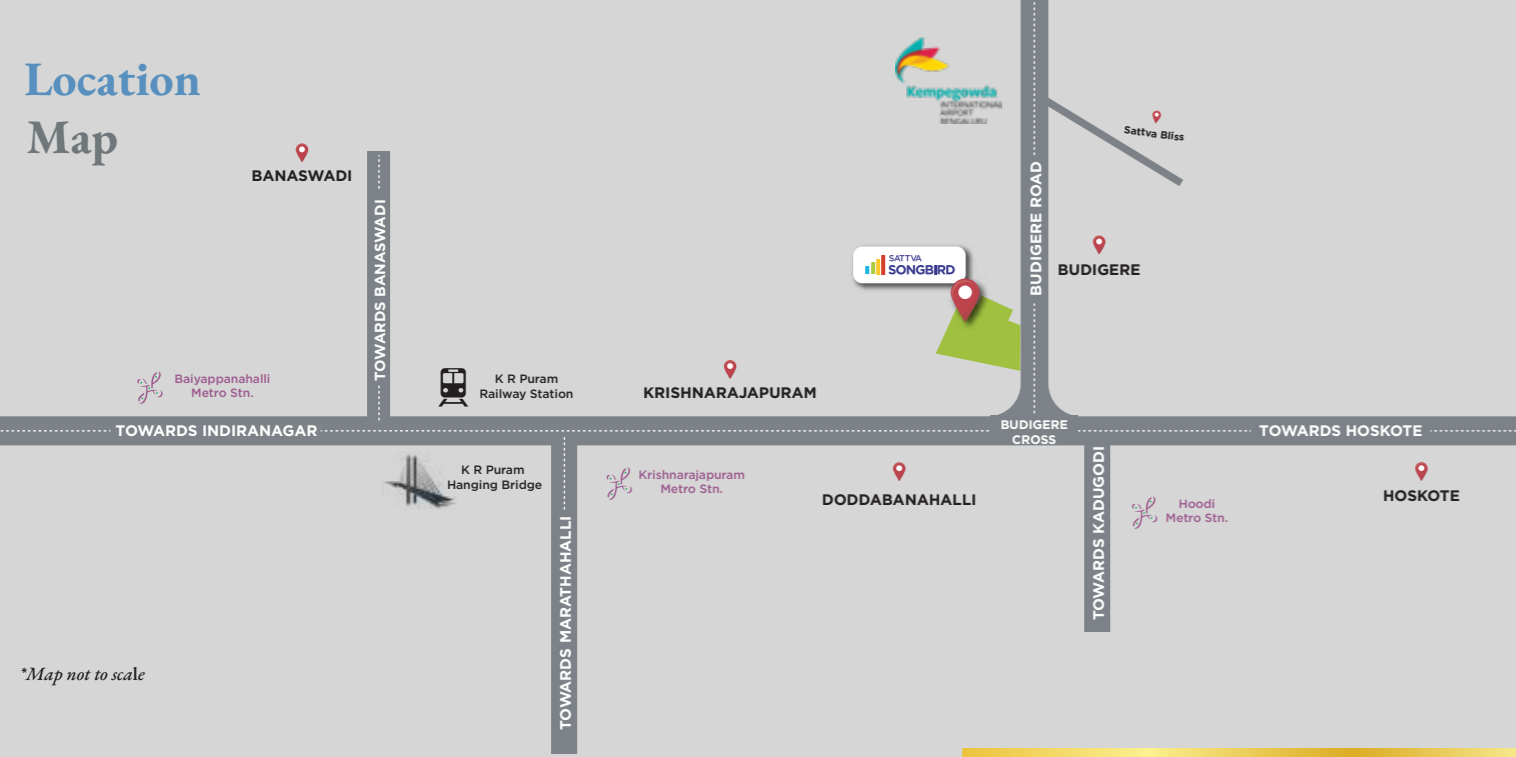 Location
Map
Kempegowda
INTERNATIONAL
AIRPORT
BENGALURU
Sattva Bliss
BANASWADI
TOWARDS BANASWADI
BUDIGERE ROAD
BUDIGERE
SATTVA
SONGBIRD
Baiyappanahalli
Metro Stn.
K R Puram
Railway Station
KRISHNARAJAPURAM
TOWARDS INDIRANAGAR
BUDIGERE
CROSS
TOWARDS HOSKOTE
K R Puram
Hanging Bridge
Krishnarajapuram
Metro Stn.
DODDABANAHALLI
TOWARDS KADUGODI
Hoodi
Metro Stn.
HOSKOTE
TOWARDS MARATHAHALLI
*Map not to scale